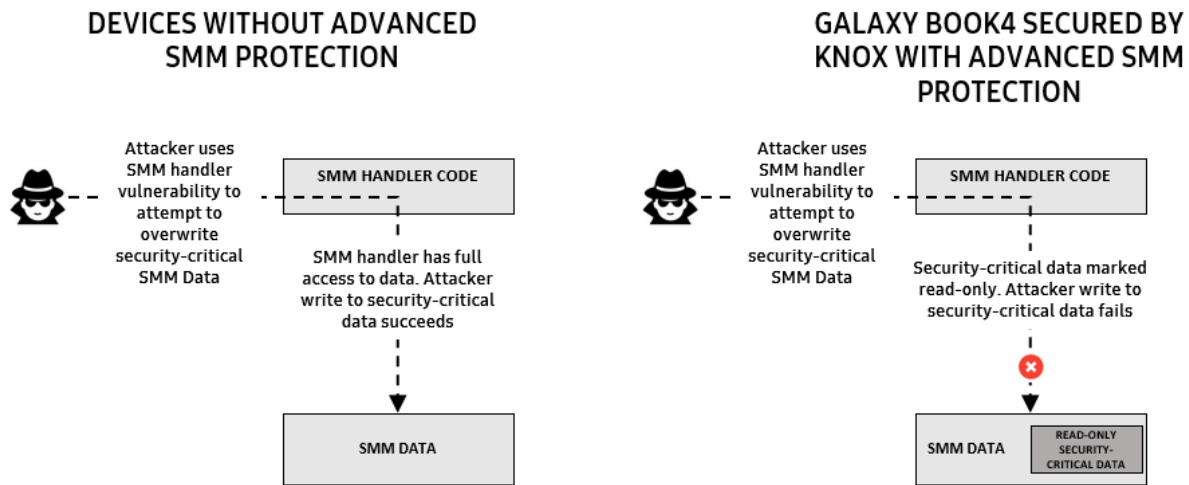 DEVICES WITHOUT ADVANCED
SMM PROTECTION
Attacker uses
SMM handler
vulnerability to
attempt to
overwrite
security-critical
SMM Data
SMM HANDLER CODE
SMM handler has full
access to data. Attacker
write to security-critical
data succeeds
SMM DATA
GALAXY BOOK4 SECURED BY
KNOX WITH ADVANCED SMM
PROTECTION
Attacker uses
SMM handler
vulnerability to
attempt to
overwrite
security-critical
SMM Data
SMM HANDLER CODE
Security-critical data marked
read-only. Attacker write to
security-critical data fails
SMM DATA
READ-ONLY
SECURITY-
CRITICAL DATA